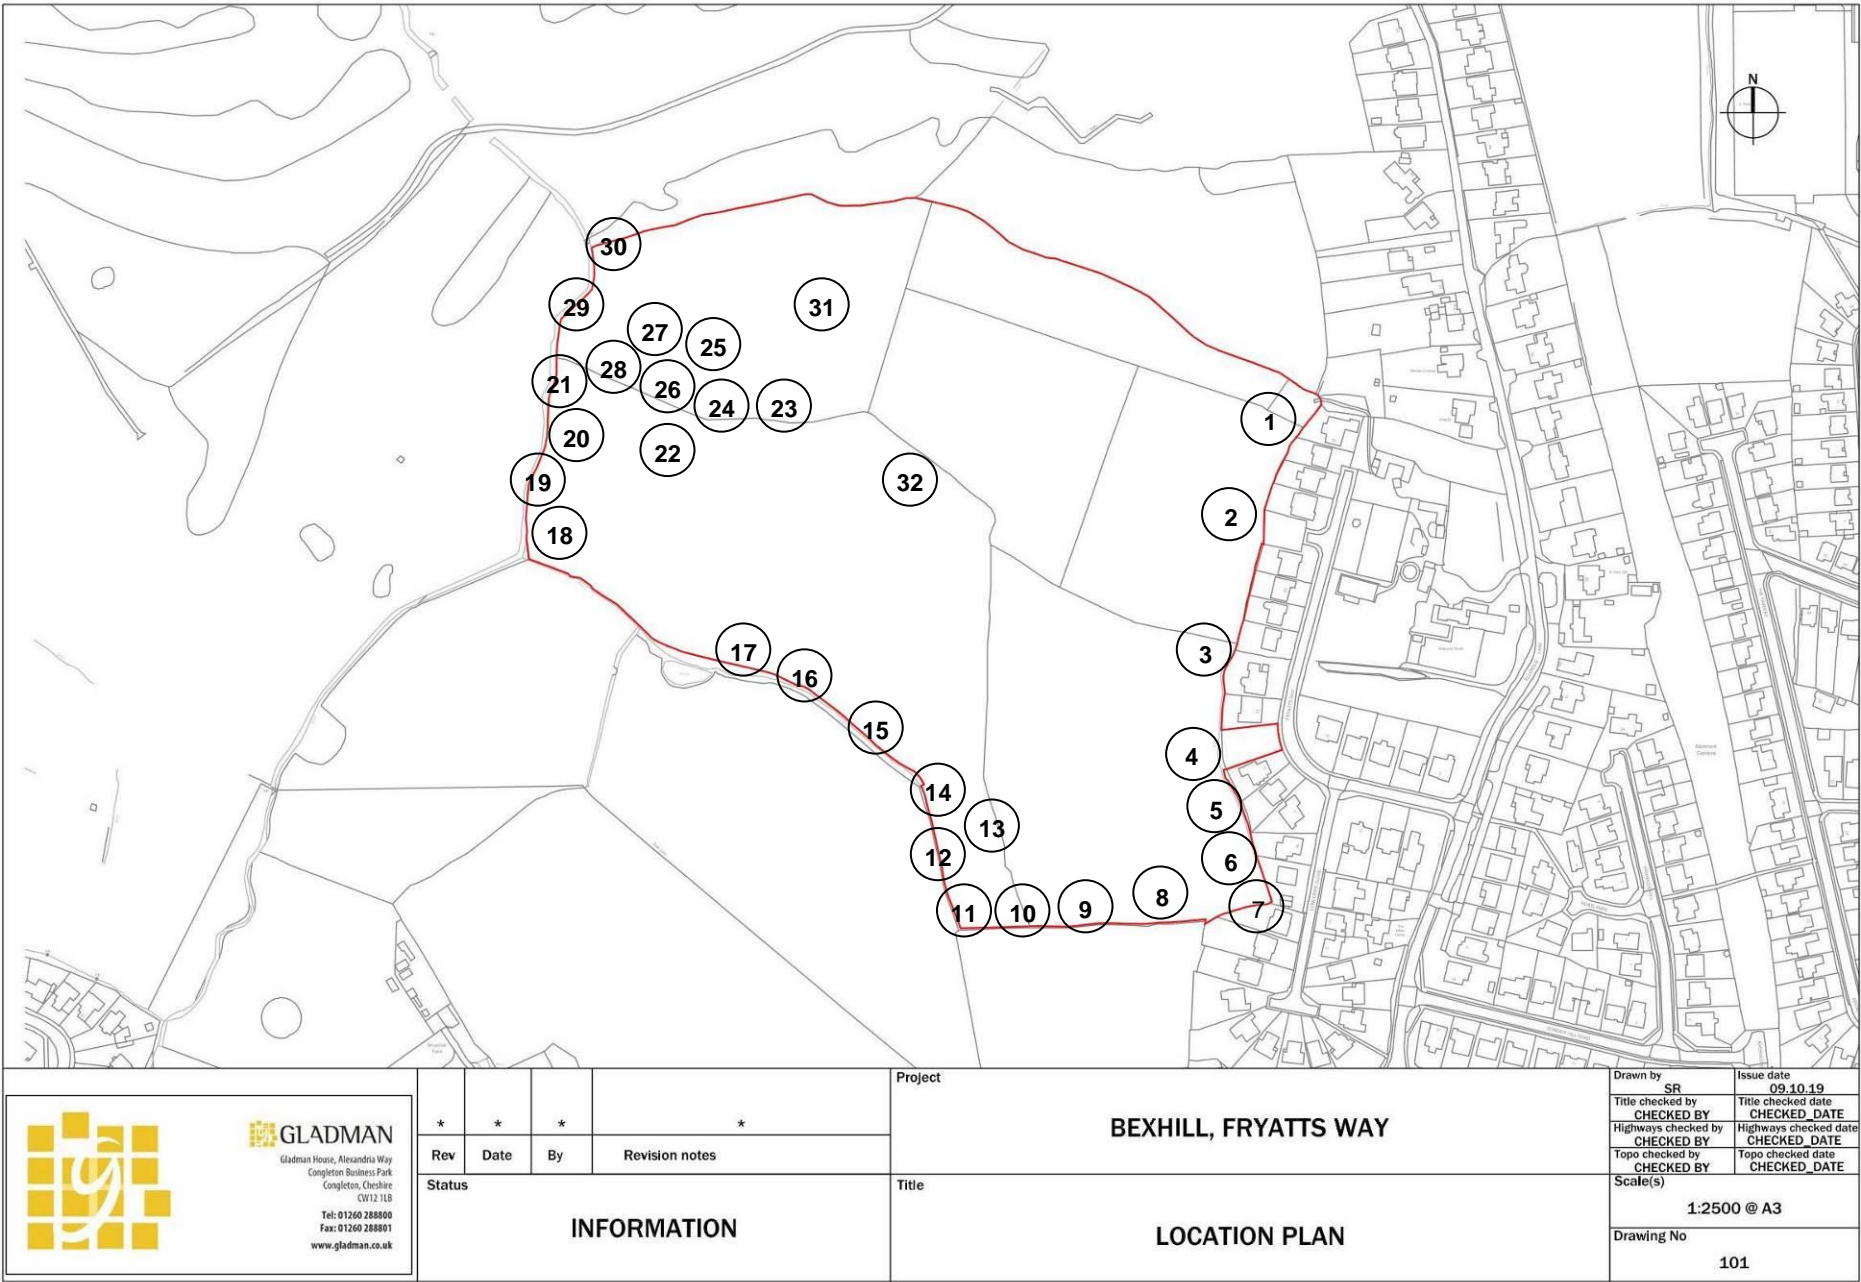 N
30
29
31
27
25
28
21
26
24
23
1
20
22
19
32
2
18
3
17
16
4
15
14
5
13
12
6
8
7
9
11
10
GLADMAN
Gladman House, Alexandria Way
Congleton Business Park
Congleton, Cheshire
CW12 1LB
Tel: 01260 288800
Fax: 01260 288801
www.gladman.co.uk
* * * *
Rev Date By Revision notes
Status
INFORMATION
Project
BEXHILL, FRYATTS WAY
Title
LOCATION PLAN
Drawn by
SR
Issue date
09.10.19
Title checked by
CHECKED BY
Title checked date
CHECKED_DATE
Highways checked by
CHECKED BY
Highways checked date
CHECKED_DATE
Topo checked by
CHECKED BY
Topo checked date
CHECKED_DATE
Scale(s)
1:2500 @ A3
Drawing No
101